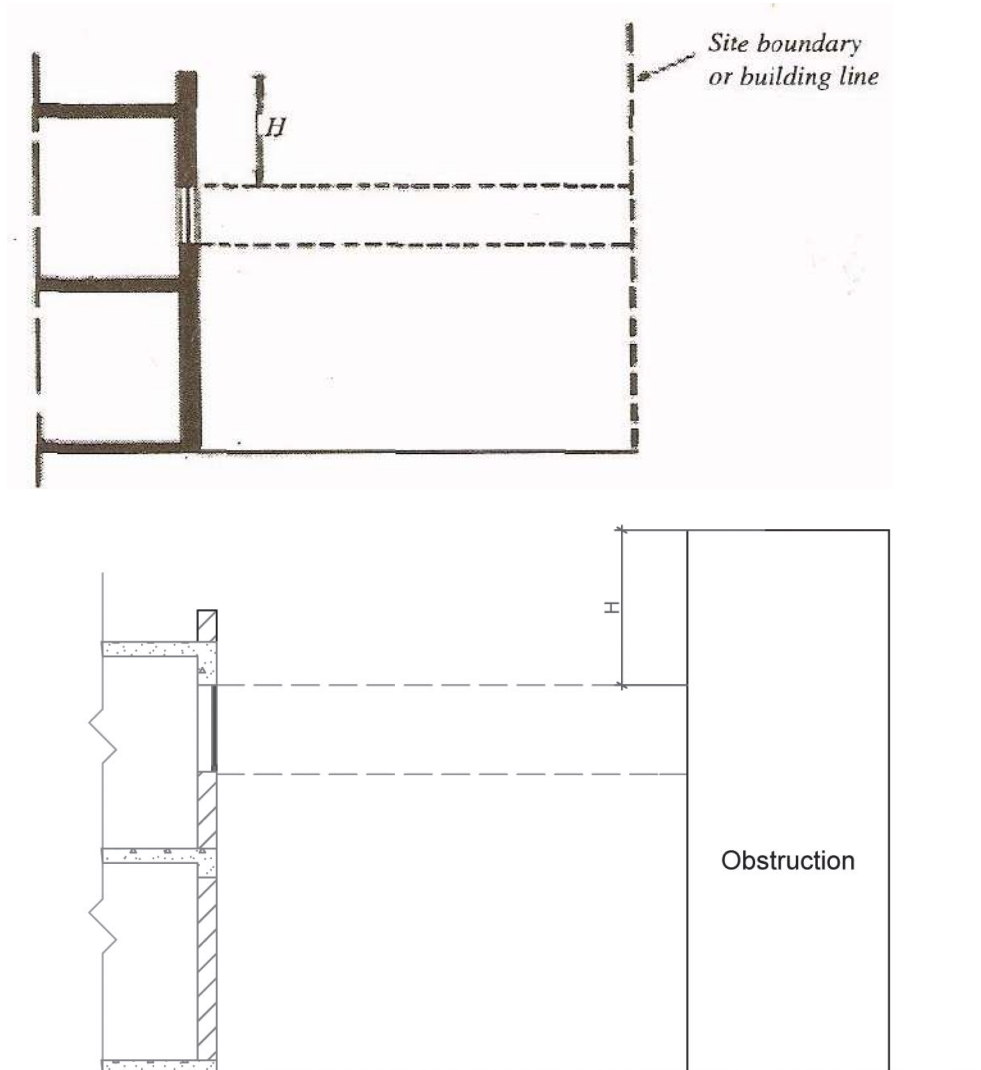 Site boundary
or building line
H
H
Obstruction